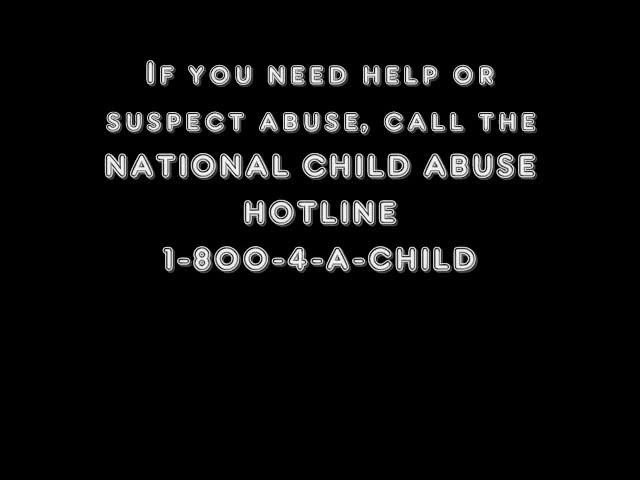 If you need help or
suspect abuse, call the
NATIONAL CHILD ABUSE
HOTLINE
1-800-4-A-CHILD